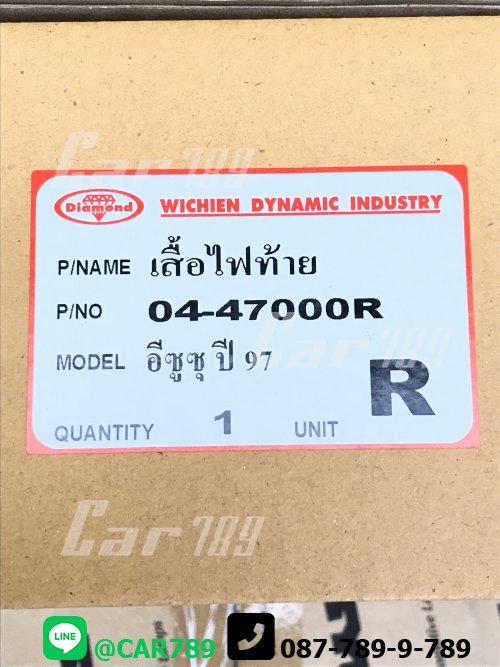 Car 789
Diamond WICHIEN DYNAMIC INDUSTRY
P/NAME เสื้อไฟท้าย
P/NO 04-47000R
Car 789
MODEL อีซูซุ ปี 97
R
QUANTITY 1 UNIT
Car 789
LINE @CAR789 087-789-9-789